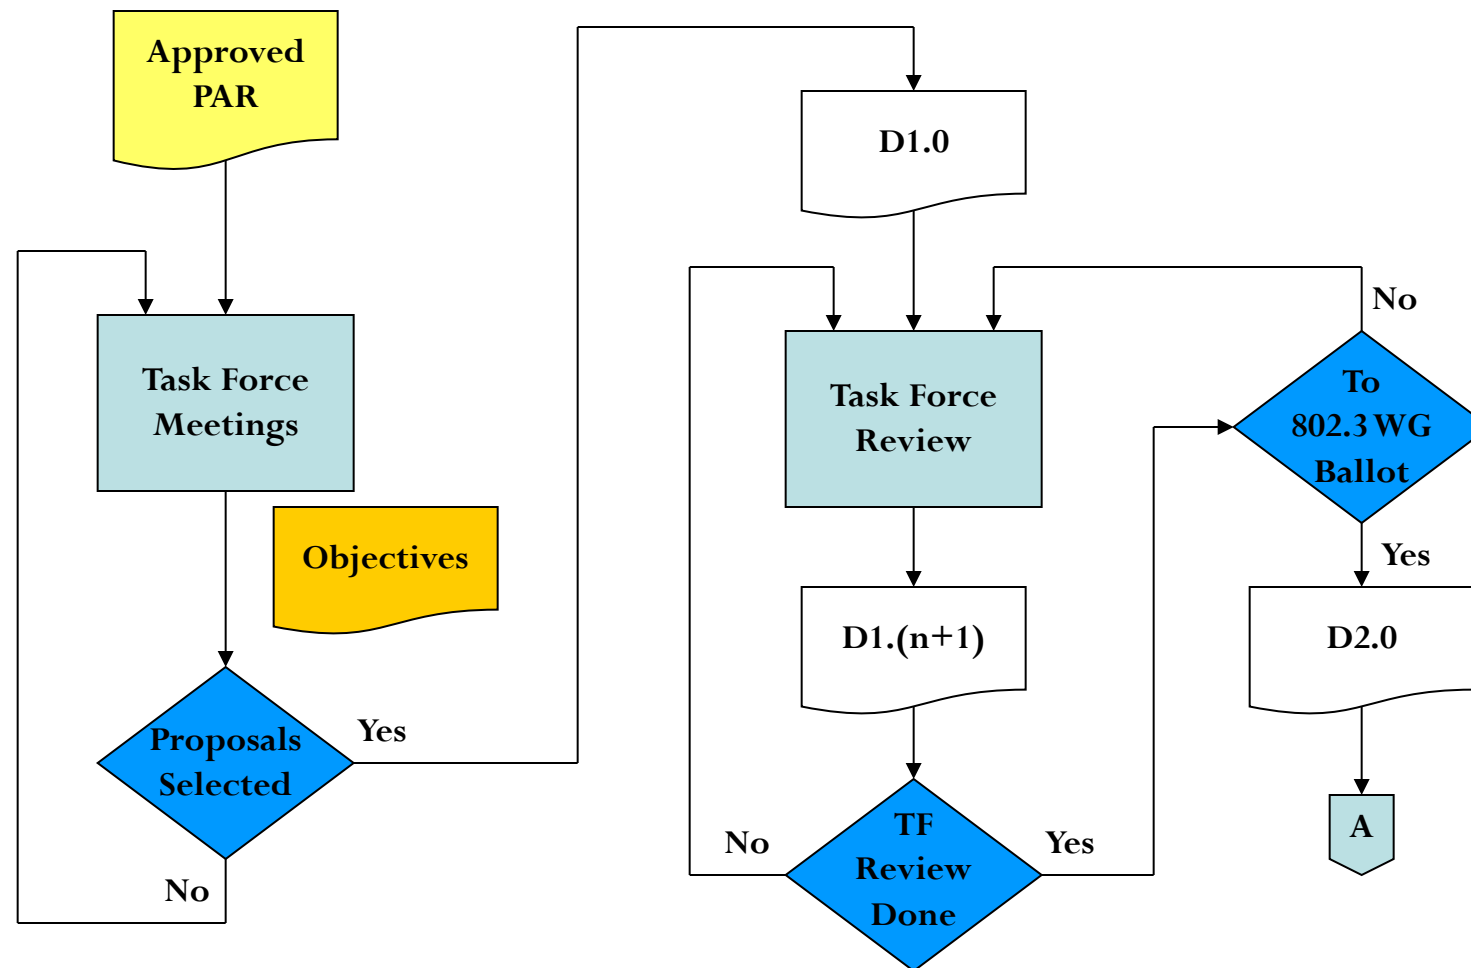 Approved
PAR
Task Force
Meetings
Objectives
Proposals
Selected
Yes
No
D1.0
Task Force
Review
D1.(n+1)
TF
Review
Done
No
Yes
To
802.3 WG
Ballot
No
Yes
D2.0
A